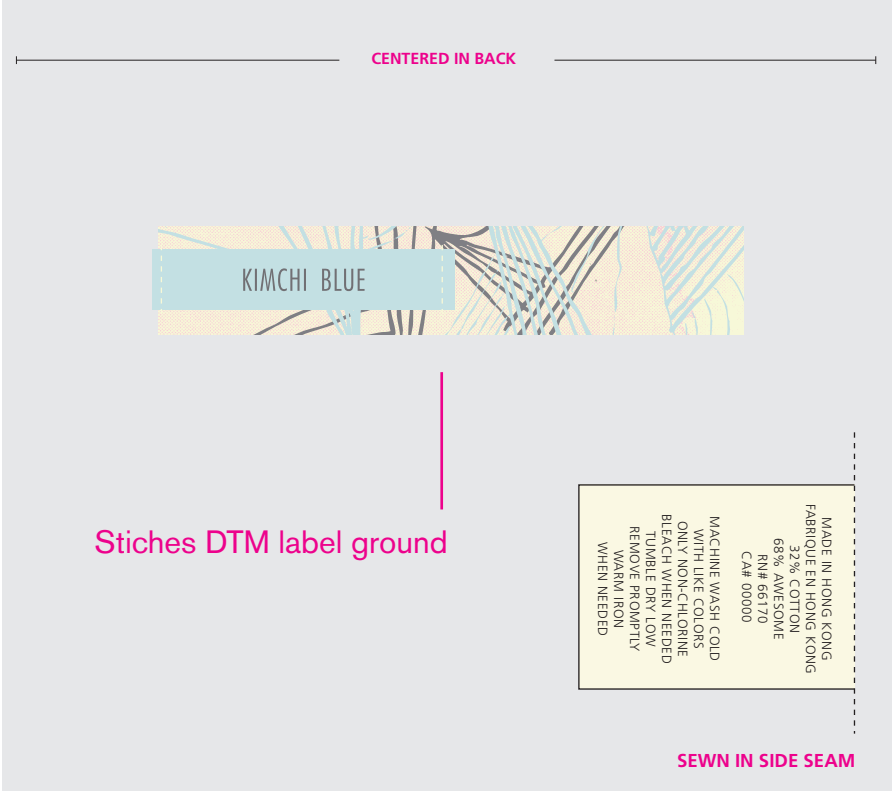 CENTERED IN BACK
KIMCHI BLUE
Stiches DTM label ground
MADE IN HONG KONG
FABRIQUE EN HONG KONG
32% COTTON
68% AWESOME
RN# 66170
CA# 00000
MACHINE WASH COLD
WITH LIKE COLORS
ONLY NON-CHLORINE
BLEACH WHEN NEEDED
TUMBLE DRY LOW
REMOVE PROMPTLY
WARM IRON
WHEN NEEDED
SEWN IN SIDE SEAM